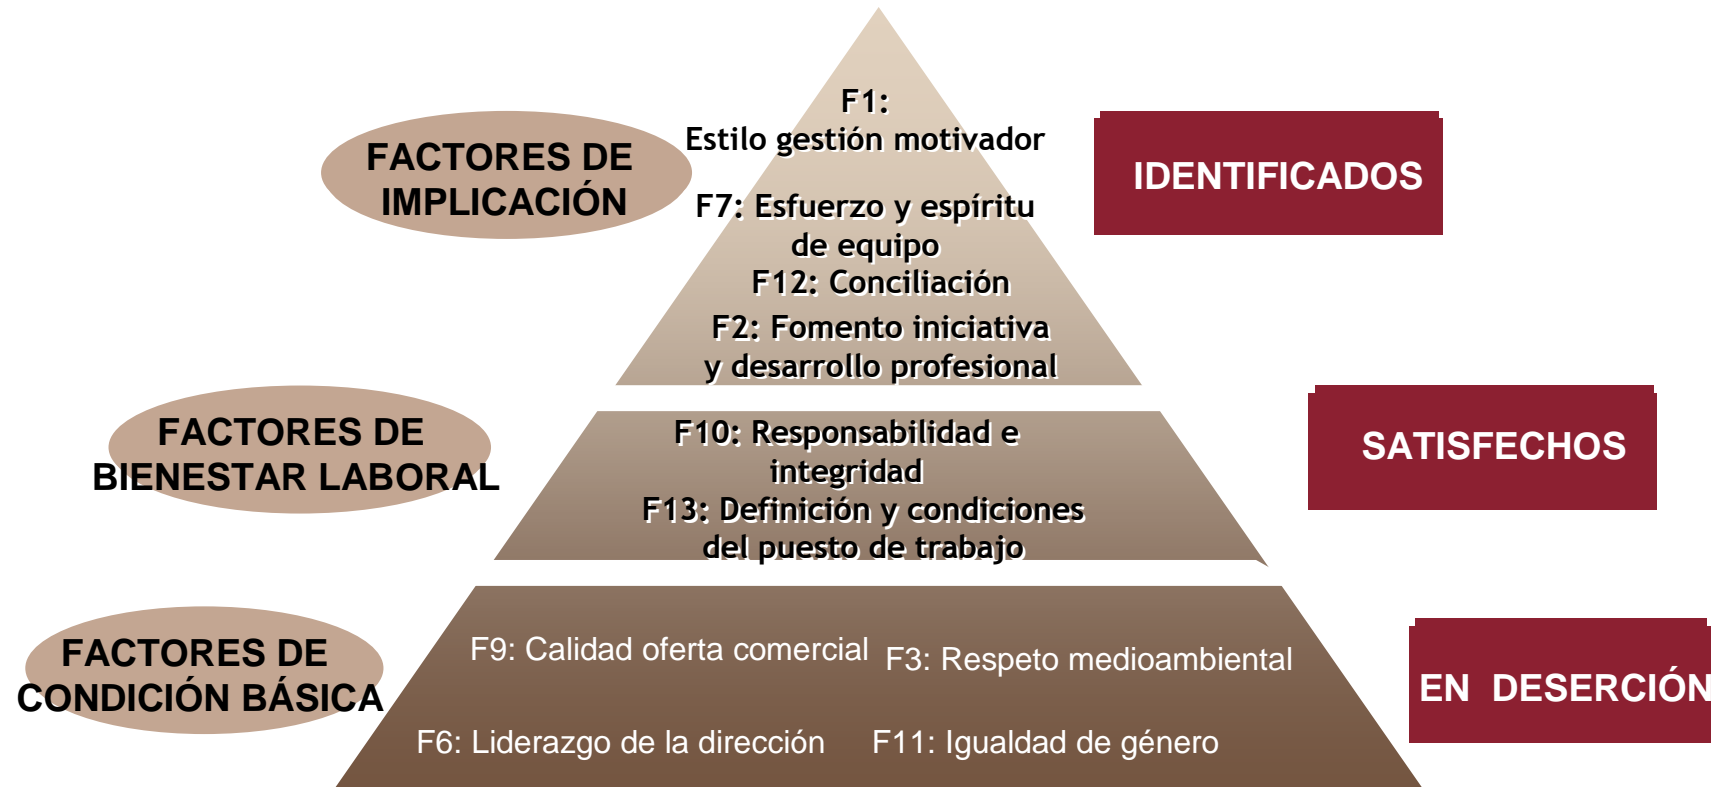 F1:
Estilo gestión motivador
FACTORES DE
IMPLICACIÓN
IDENTIFICADOS
F7: Esfuerzo y espíritu
de equipo
F12: Conciliación
F2: Fomento iniciativa
y desarrollo profesional
FACTORES DE
BIENESTAR LABORAL
F10: Responsabilidad e
integridad
F13: Definición y condiciones
del puesto de trabajo
SATISFECHOS
FACTORES DE
CONDICIÓN BÁSICA
F9: Calidad oferta comercial
F3: Respeto medioambiental
F6: Liderazgo de la dirección
F11: Igualdad de género
EN DESERCIÓN